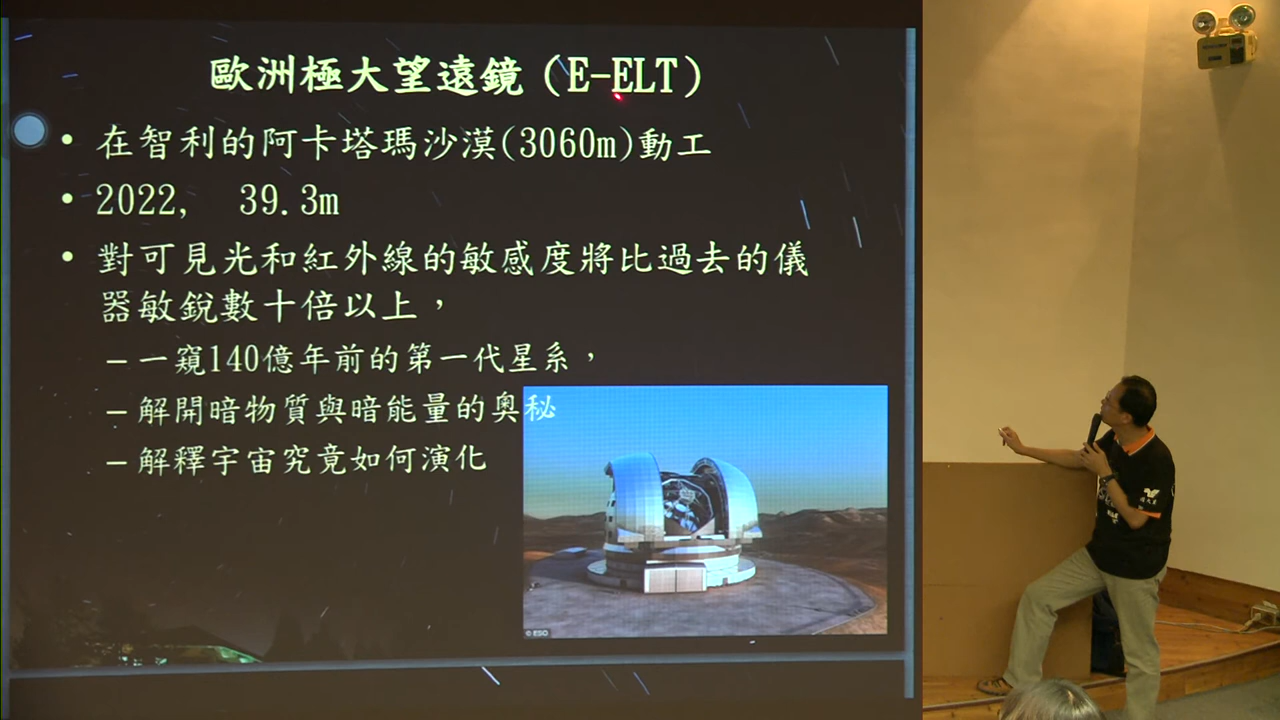 歐洲極大望遠鏡（E-ELT）
• 在智利的阿卡塔瑪沙漠(3060m)動工
• 2022, 39.3m
• 對可見光和紅外線的敏感度將比過去的儀
器敏銳數十倍以上，
–一窺140億年前的第一代星系，
–解開暗物質與暗能量的奧秘
–解釋宇宙究竟如何演化
© ESO